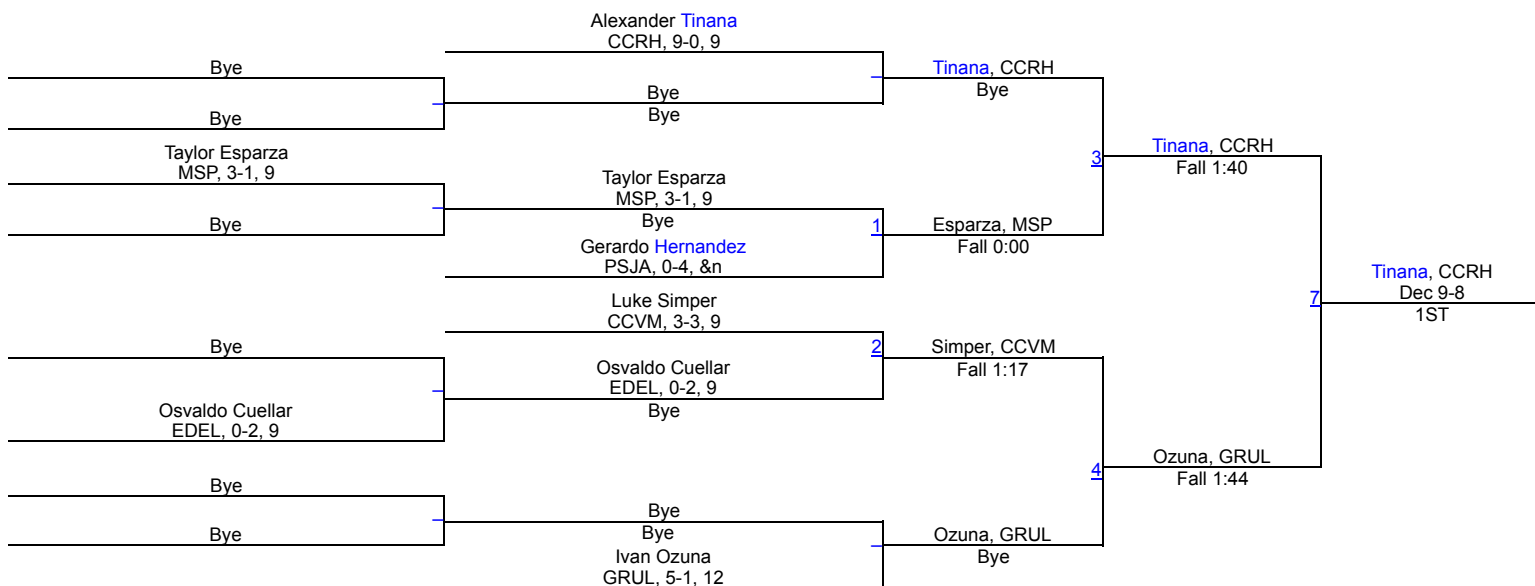 Alexander Tinana
CCRH, 9-0, 9
Bye
Tinana, CCRH
Bye
Bye
Bye
Bye
Taylor Esparza
MSP, 3-1, 9
Tinana, CCRH
Fall 1:40
3
Taylor Esparza
MSP, 3-1, 9
Bye
Bye
1
Esparza, MSP
Fall 0:00
Gerardo Hernandez
PSJA, 0-4, &n
Tinana, CCRH
Dec 9-8
1ST
7
Luke Simper
CCVM, 3-3, 9
Bye
2
Simper, CCVM
Fall 1:17
Osvaldo Cuellar
EDEL, 0-2, 9
Bye
Osvaldo Cuellar
EDEL, 0-2, 9
Ozuna, GRUL
Fall 1:44
4
Bye
Bye
Bye
Bye
Ozuna, GRUL
Bye
Ivan Ozuna
GRUL, 5-1, 12